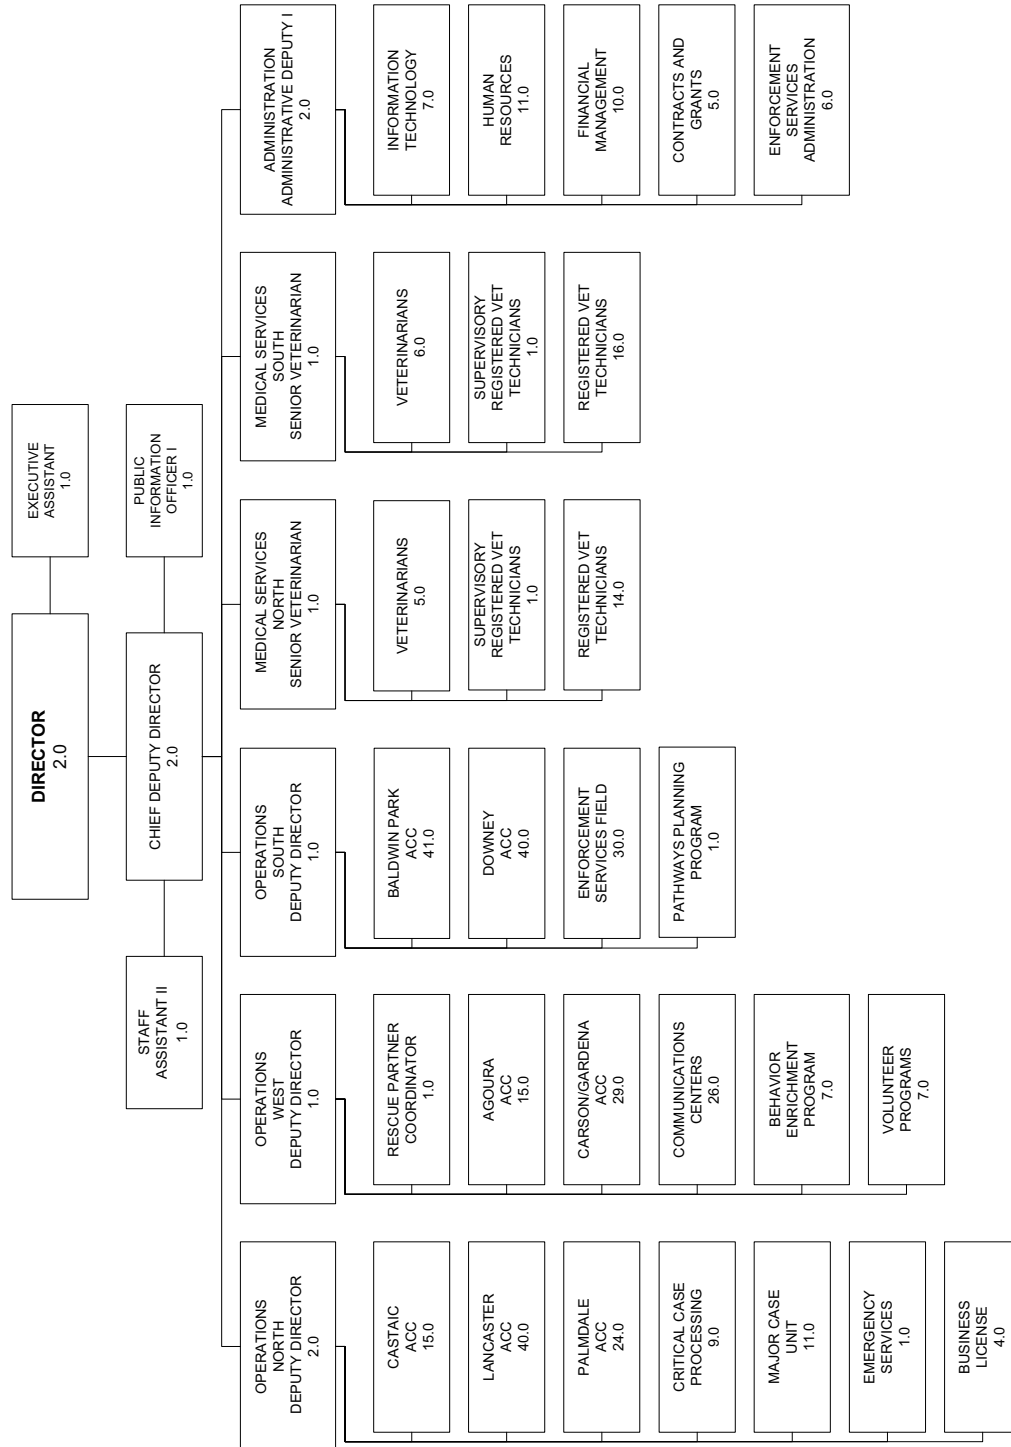 DIRECTOR
2.0
EXECUTIVE
ASSISTANT
1.0
STAFF
ASSISTANT II
1.0
CHIEF DEPUTY DIRECTOR
2.0
PUBLIC
INFORMATION
OFFICER I
1.0
OPERATIONS
NORTH
DEPUTY DIRECTOR
2.0
CASTAIC
ACC
15.0
LANCASTER
ACC
40.0
PALMDALE
ACC
24.0
CRITICAL CASE
PROCESSING
9.0
MAJOR CASE
UNIT
11.0
EMERGENCY
SERVICES
1.0
BUSINESS
LICENSE
4.0
OPERATIONS
WEST
DEPUTY DIRECTOR
1.0
RESCUE PARTNER
COORDINATOR
1.0
AGOURA
ACC
15.0
CARSON/GARDENA
ACC
29.0
COMMUNICATIONS
CENTERS
26.0
BEHAVIOR
ENRICHMENT
PROGRAM
7.0
VOLUNTEER
PROGRAMS
7.0
OPERATIONS
SOUTH
DEPUTY DIRECTOR
1.0
BALDWIN PARK
ACC
41.0
DOWNEY
ACC
40.0
ENFORCEMENT
SERVICES FIELD
30.0
PATHWAYS PLANNING
PROGRAM
1.0
MEDICAL SERVICES
NORTH
SENIOR VETERINARIAN
1.0
VETERINARIANS
5.0
SUPERVISORY
REGISTERED VET
TECHNICIANS
1.0
REGISTERED VET
TECHNICIANS
14.0
MEDICAL SERVICES
SOUTH
SENIOR VETERINARIAN
1.0
VETERINARIANS
6.0
SUPERVISORY
REGISTERED VET
TECHNICIANS
1.0
REGISTERED VET
TECHNICIANS
16.0
ADMINISTRATION
ADMINISTRATIVE DEPUTY I
2.0
INFORMATION
TECHNOLOGY
7.0
HUMAN
RESOURCES
11.0
FINANCIAL
MANAGEMENT
10.0
CONTRACTS AND
GRANTS
5.0
ENFORCEMENT
SERVICES
ADMINISTRATION
6.0